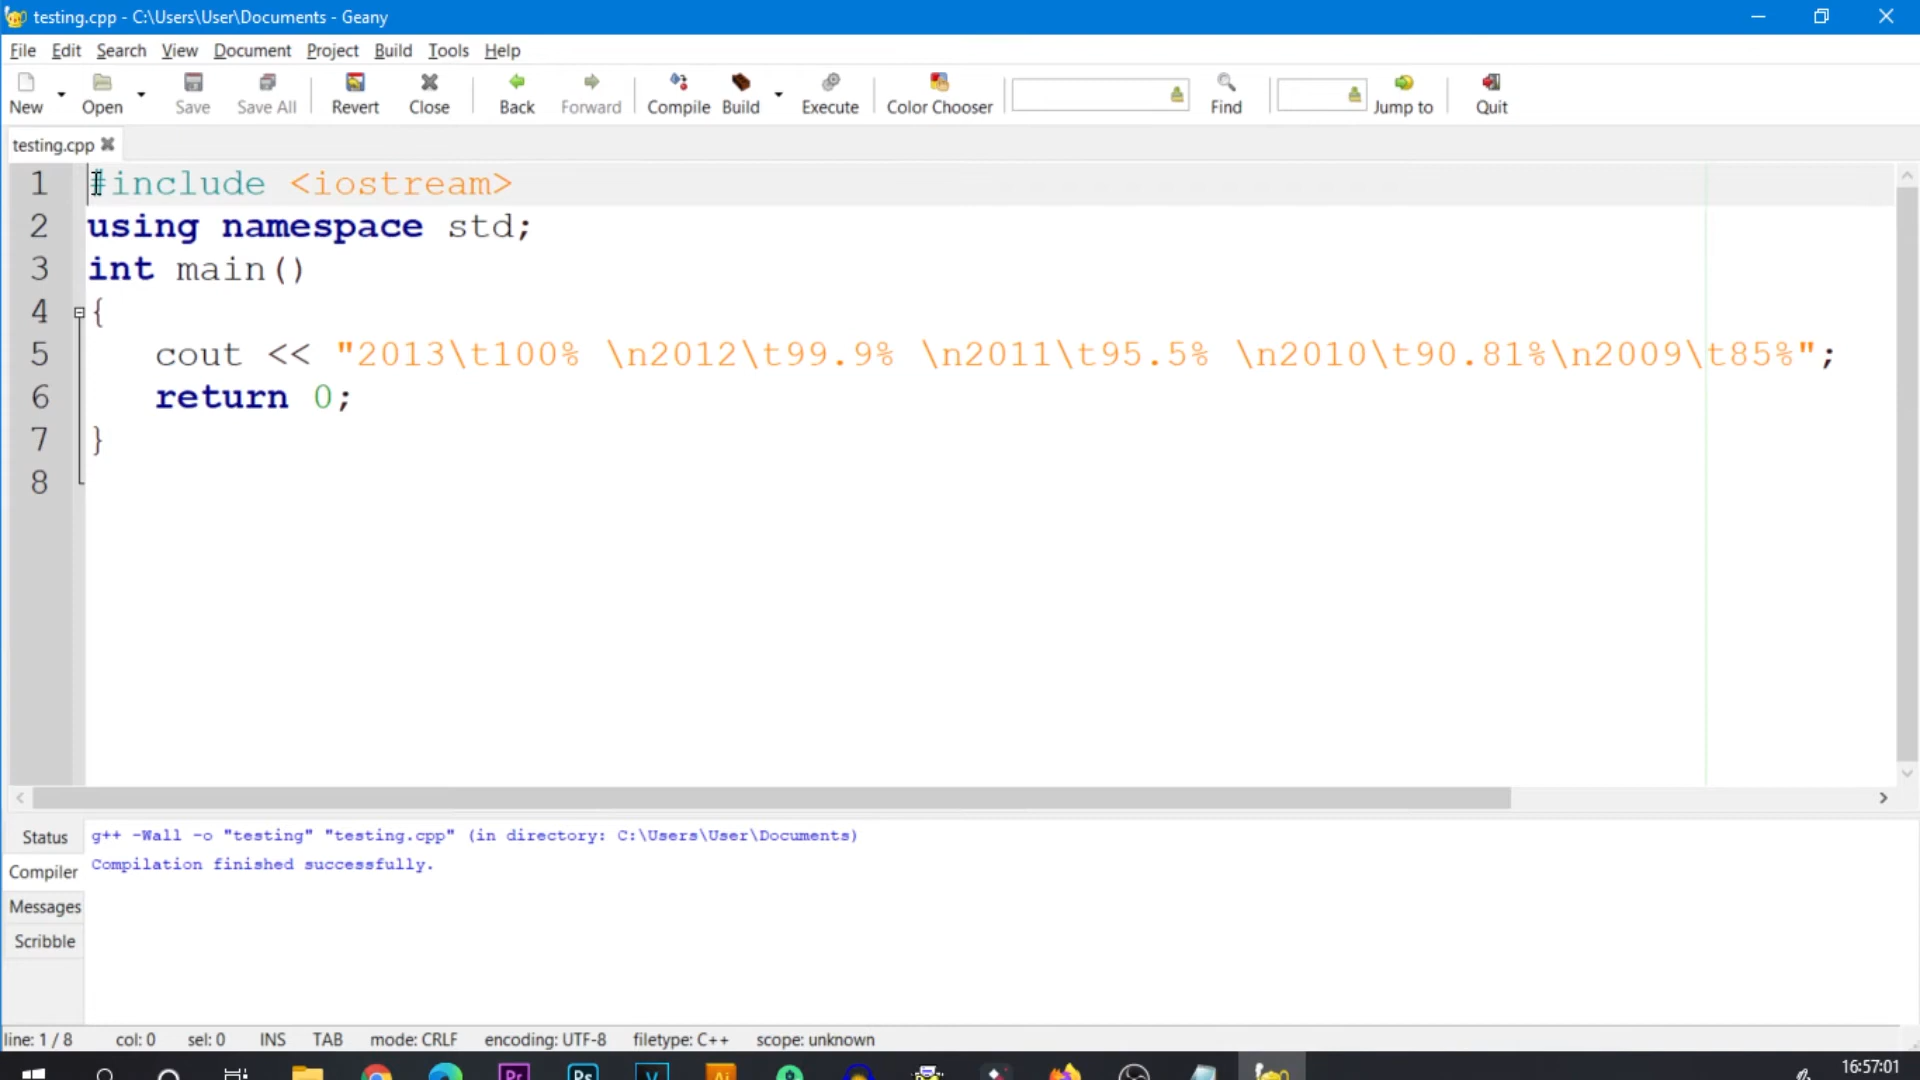 testing.cpp - C:\Users\User\Documents - Geany
File Edit Search View Document Project Build Tools Help
New Open Save Save All Revert Close Back Forward Compile Build Execute Color Chooser Find Jump to Quit
testing.cpp
1 #include <iostream>
2 using namespace std;
3 int main()
4 {
5 cout << "2013\t100% \n2012\t99.9% \n2011\t95.5% \n2010\t90.81%\n2009\t85%";
6 return 0;
7 }
8
Status
Compiler
Messages
Scribble
g++ -Wall -o "testing" "testing.cpp" (in directory: C:\Users\User\Documents)
Compilation finished successfully.
line: 1 / 8 col: 0 sel: 0 INS TAB mode: CRLF encoding: UTF-8 filetype: C++ scope: unknown
Pr Ps V Ai
16:57:01